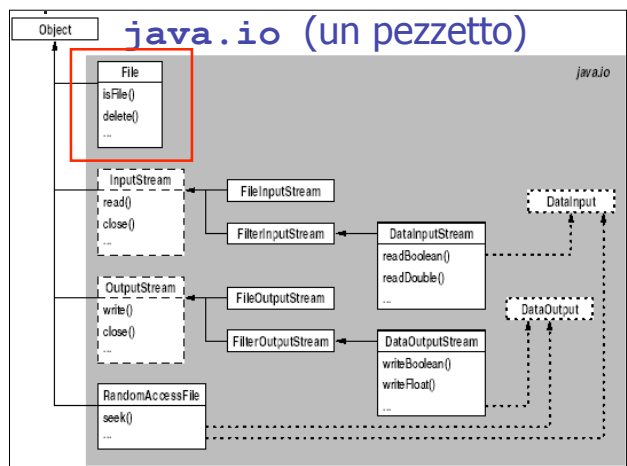 Object
java.io (un pezzetto)
java.io
File
isFile()
delete()
...
InputStream
read()
close()
...
FileInputStream
FilterInputStream
DataInputStream
readBoolean()
readDouble()
...
DataInput
OutputStream
write()
close()
...
FileOutputStream
FilterOutputStream
DataOutputStream
writeBoolean()
writeFloat()
...
DataOutput
RandomAccessFile
seek()
...